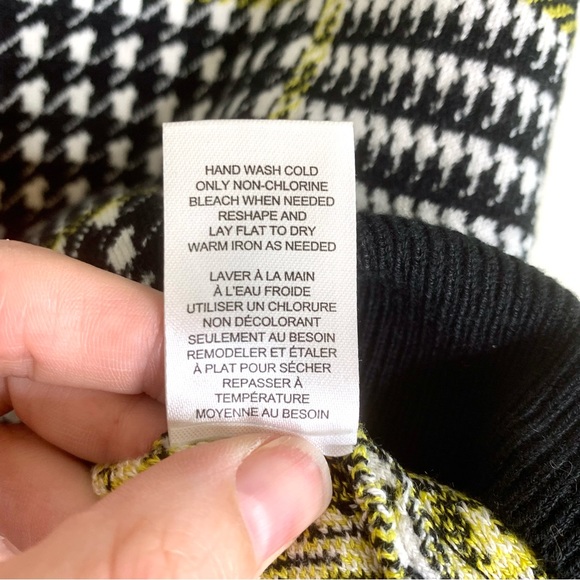 HAND WASH COLD
ONLY NON-CHLORINE
BLEACH WHEN NEEDED
RESHAPE AND
LAY FLAT TO DRY
WARM IRON AS NEEDED
LAVER À LA MAIN
À L'EAU FROIDE
UTILISER UN CHLORURE
NON DÉCOLORANT
SEULEMENT AU BESOIN
REMODELER ET ÉTALER
À PLAT POUR SÉCHER
REPASSER À
TEMPÉRATURE
MOYENNE AU BESOIN